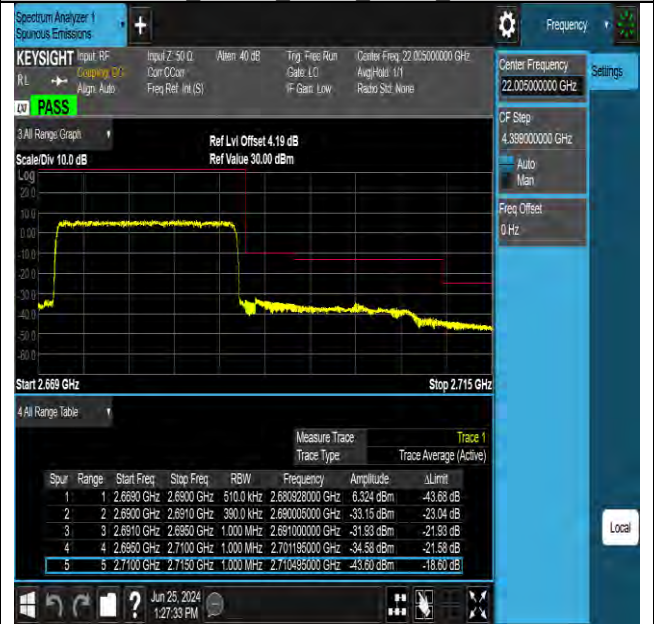 Spectrum Analyzer 1
Spurious Emissions
Frequency
KEYSIGHT Input: RF Input Z: 50 Ω Atten: 40 dB Trig: Free Run Center Freq: 22.005000000 GHz
RL Coupling: DC Corr CCorr Gate: LO Avg|Hold: 1/1
Align: Auto Freq Ref: Int (S) IF Gain: Low Radio Std: None
LXI PASS
Center Frequency
22.005000000 GHz
Settings
CF Step
4.399000000 GHz
Auto
Man
Freq Offset
0 Hz
3 All Range Graph
Ref Lvl Offset 4.19 dB
Scale/Div 10.0 dB Ref Value 30.00 dBm
Log
20.0
10.0
0.00
-10.0
-20.0
-30.0
-40.0
-50.0
-60.0
Start 2.669 GHz Stop 2.715 GHz
4 All Range Table
Measure Trace Trace 1
Trace Type Trace Average (Active)
Spur Range Start Freq Stop Freq RBW Frequency Amplitude ΔLimit
1 1 2.6690 GHz 2.6900 GHz 510.0 kHz 2.680928000 GHz 6.324 dBm -43.68 dB
2 2 2.6900 GHz 2.6910 GHz 390.0 kHz 2.690005000 GHz -33.15 dBm -23.04 dB
3 3 2.6910 GHz 2.6950 GHz 1.000 MHz 2.691000000 GHz -31.93 dBm -21.93 dB
4 4 2.6950 GHz 2.7100 GHz 1.000 MHz 2.701195000 GHz -34.58 dBm -21.58 dB
5 5 2.7100 GHz 2.7150 GHz 1.000 MHz 2.710495000 GHz -43.60 dBm -18.60 dB
Local
? Jun 25, 2024
1:27:33 PM